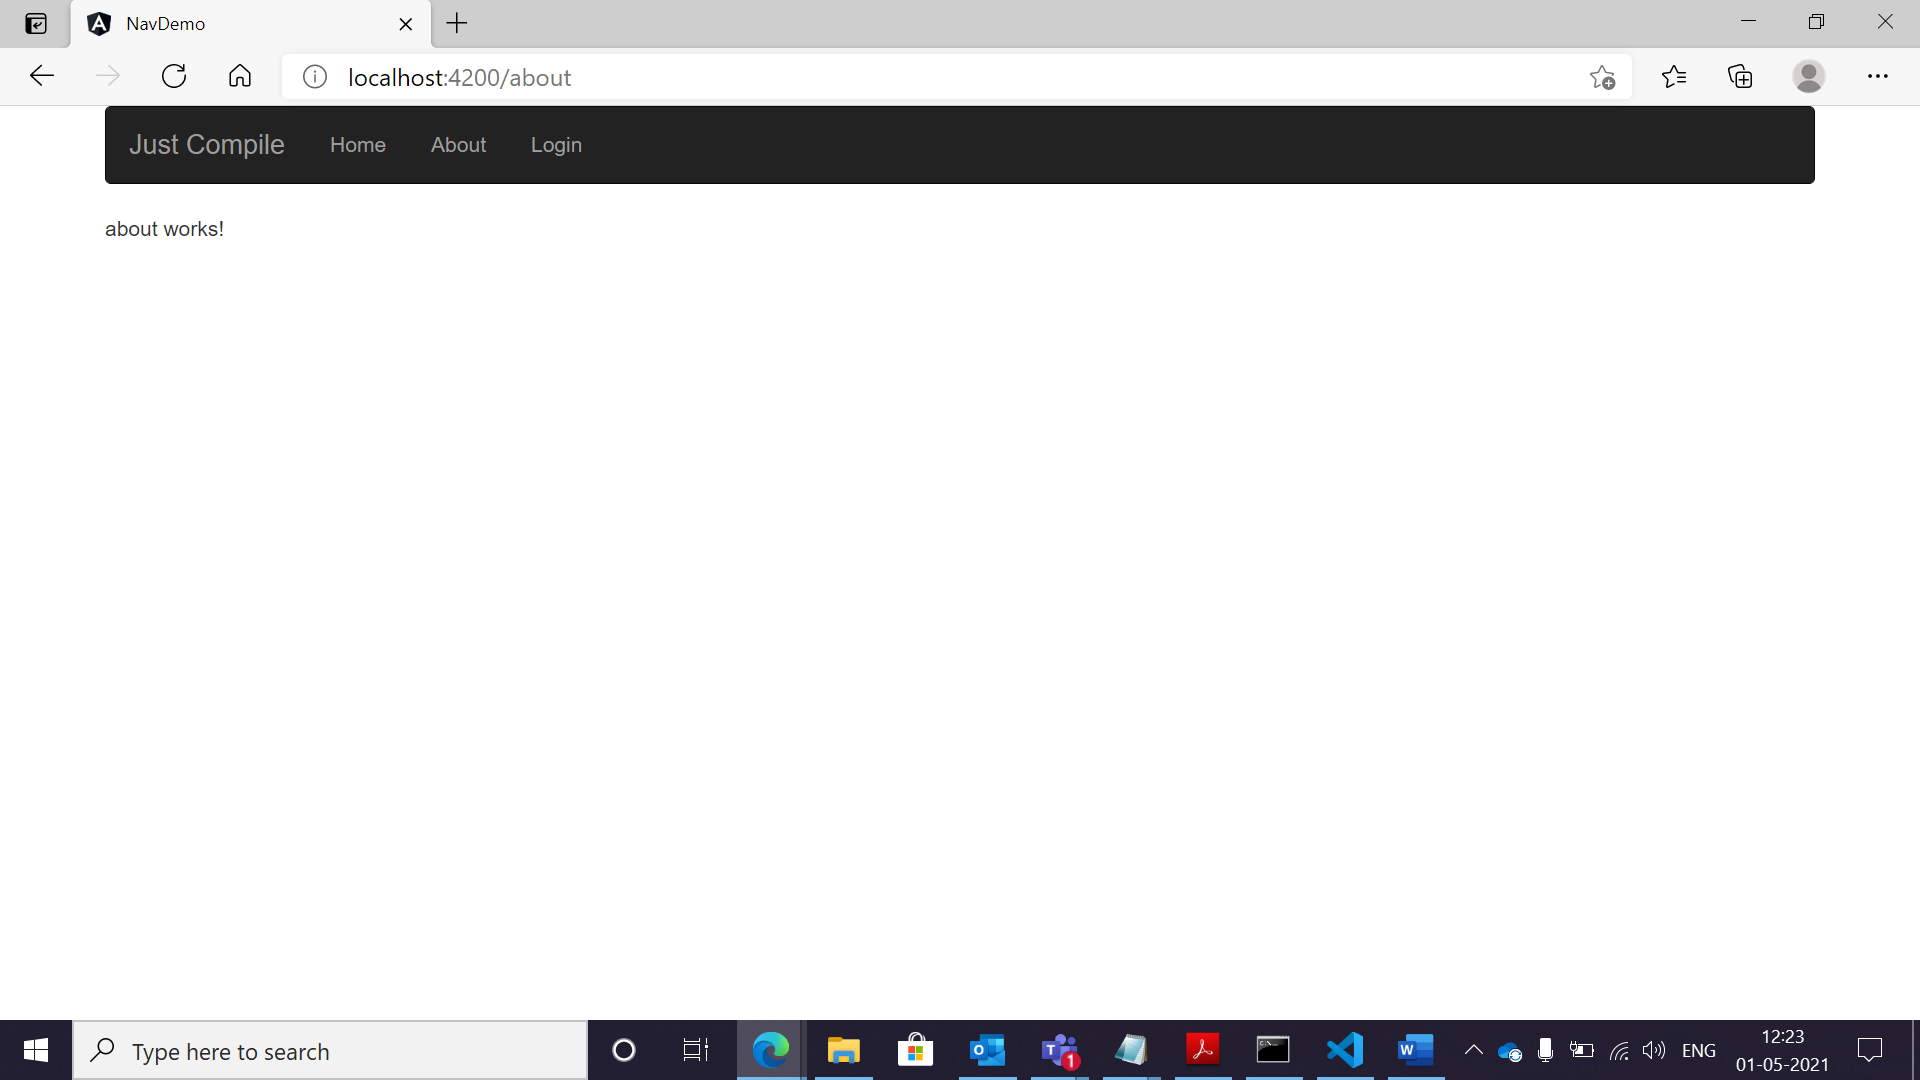 NavDemo
localhost:4200/about
Just Compile Home About Login
about works!
Type here to search
1
ENG
12:23
01-05-2021